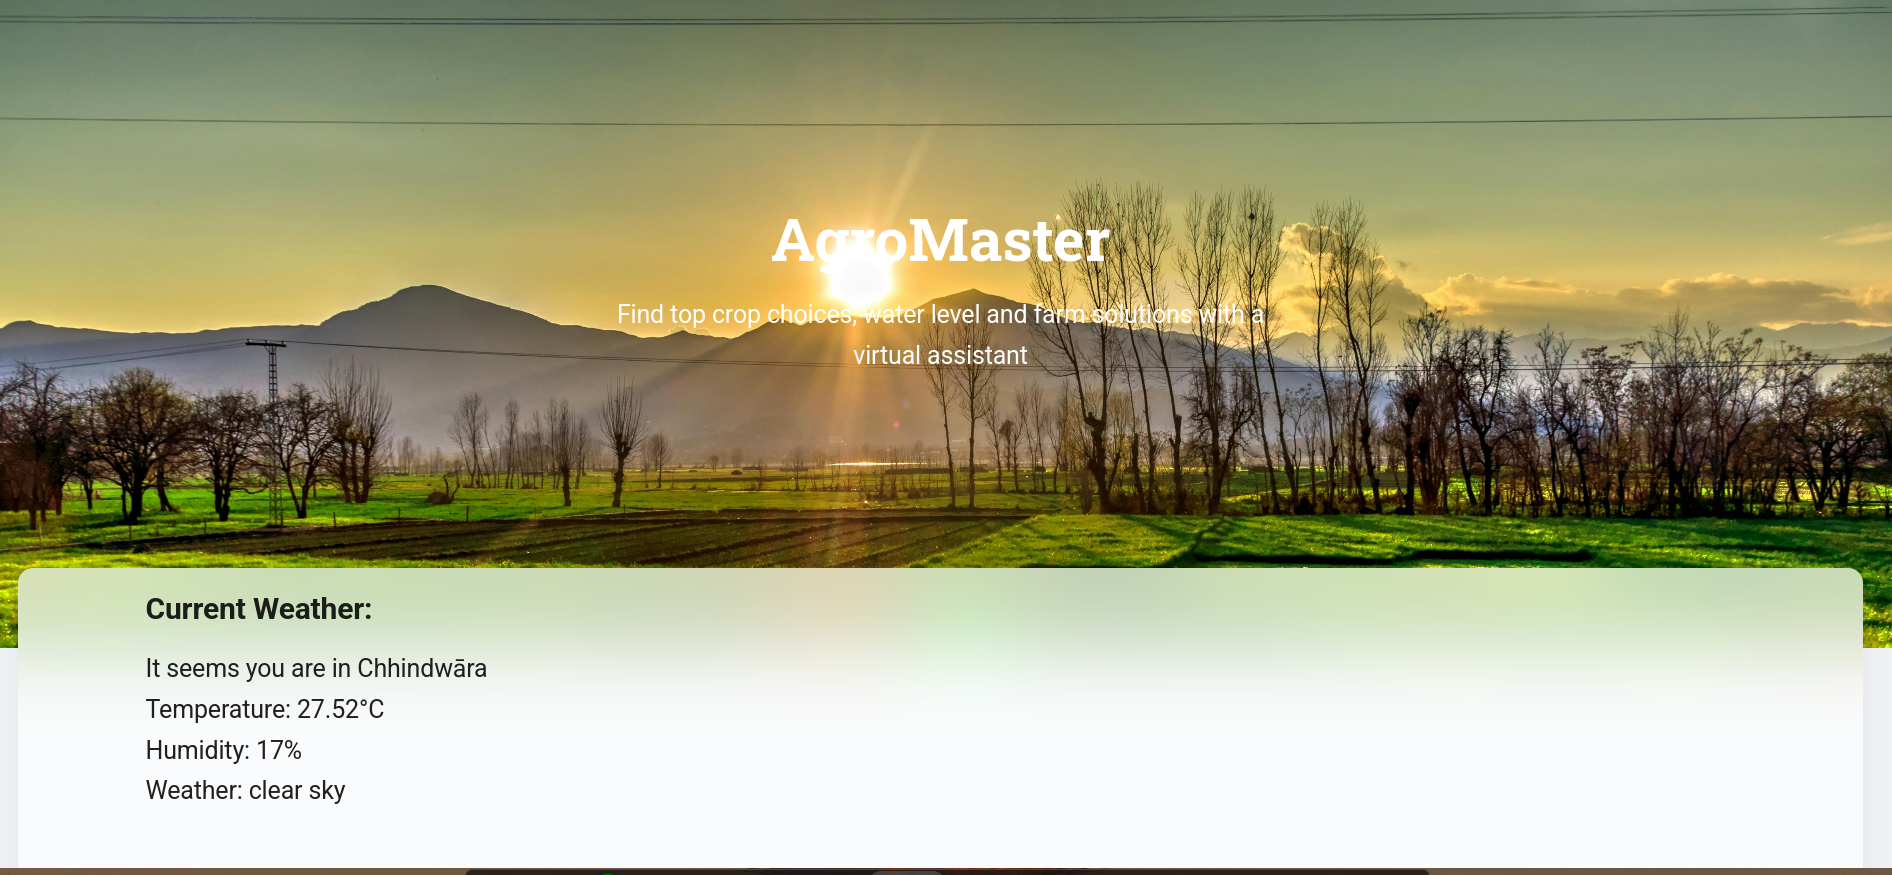 AgroMaster
Find top crop choices, water level and farm solutions with a
virtual assistant
Current Weather:
It seems you are in Chhindwāra
Temperature: 27.52°C
Humidity: 17%
Weather: clear sky